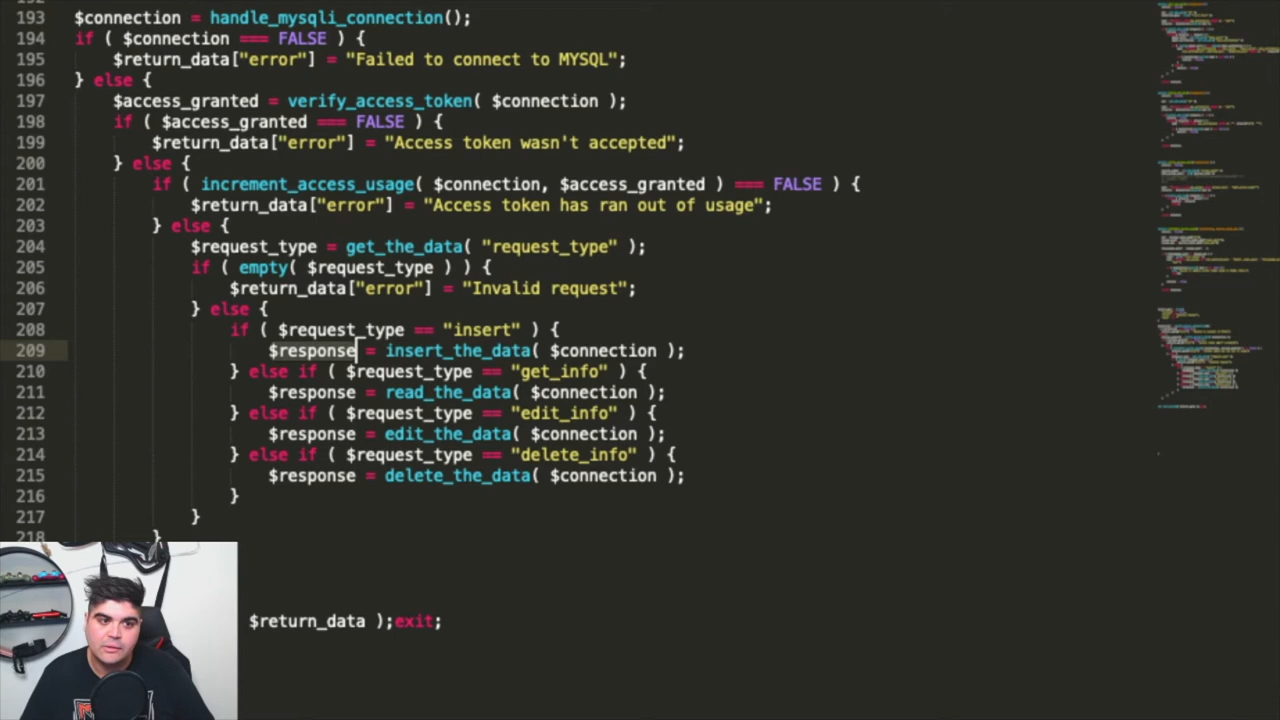 193 $connection = handle_mysqli_connection();
194 if ( $connection === FALSE ) {
195 $return_data["error"] = "Failed to connect to MYSQL";
196 } else {
197 $access_granted = verify_access_token( $connection );
198 if ( $access_granted === FALSE ) {
199 $return_data["error"] = "Access token wasn't accepted";
200 } else {
201 if ( increment_access_usage( $connection, $access_granted ) === FALSE ) {
202 $return_data["error"] = "Access token has ran out of usage";
203 } else {
204 $request_type = get_the_data( "request_type" );
205 if ( empty( $request_type ) ) {
206 $return_data["error"] = "Invalid request";
207 } else {
208 if ( $request_type == "insert" ) {
209 $response = insert_the_data( $connection );
210 } else if ( $request_type == "get_info" ) {
211 $response = read_the_data( $connection );
212 } else if ( $request_type == "edit_info" ) {
213 $response = edit_the_data( $connection );
214 } else if ( $request_type == "delete_info" ) {
215 $response = delete_the_data( $connection );
216 }
217 }
218 }
$return_data );exit;